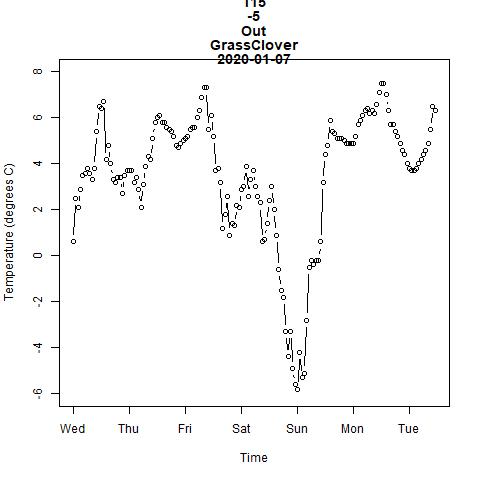 T15
-5
Out
GrassClover
2020-01-07
Temperature (degrees C)
8
6
4
2
0
-2
-4
-6
Wed Thu Fri Sat Sun Mon Tue
Time